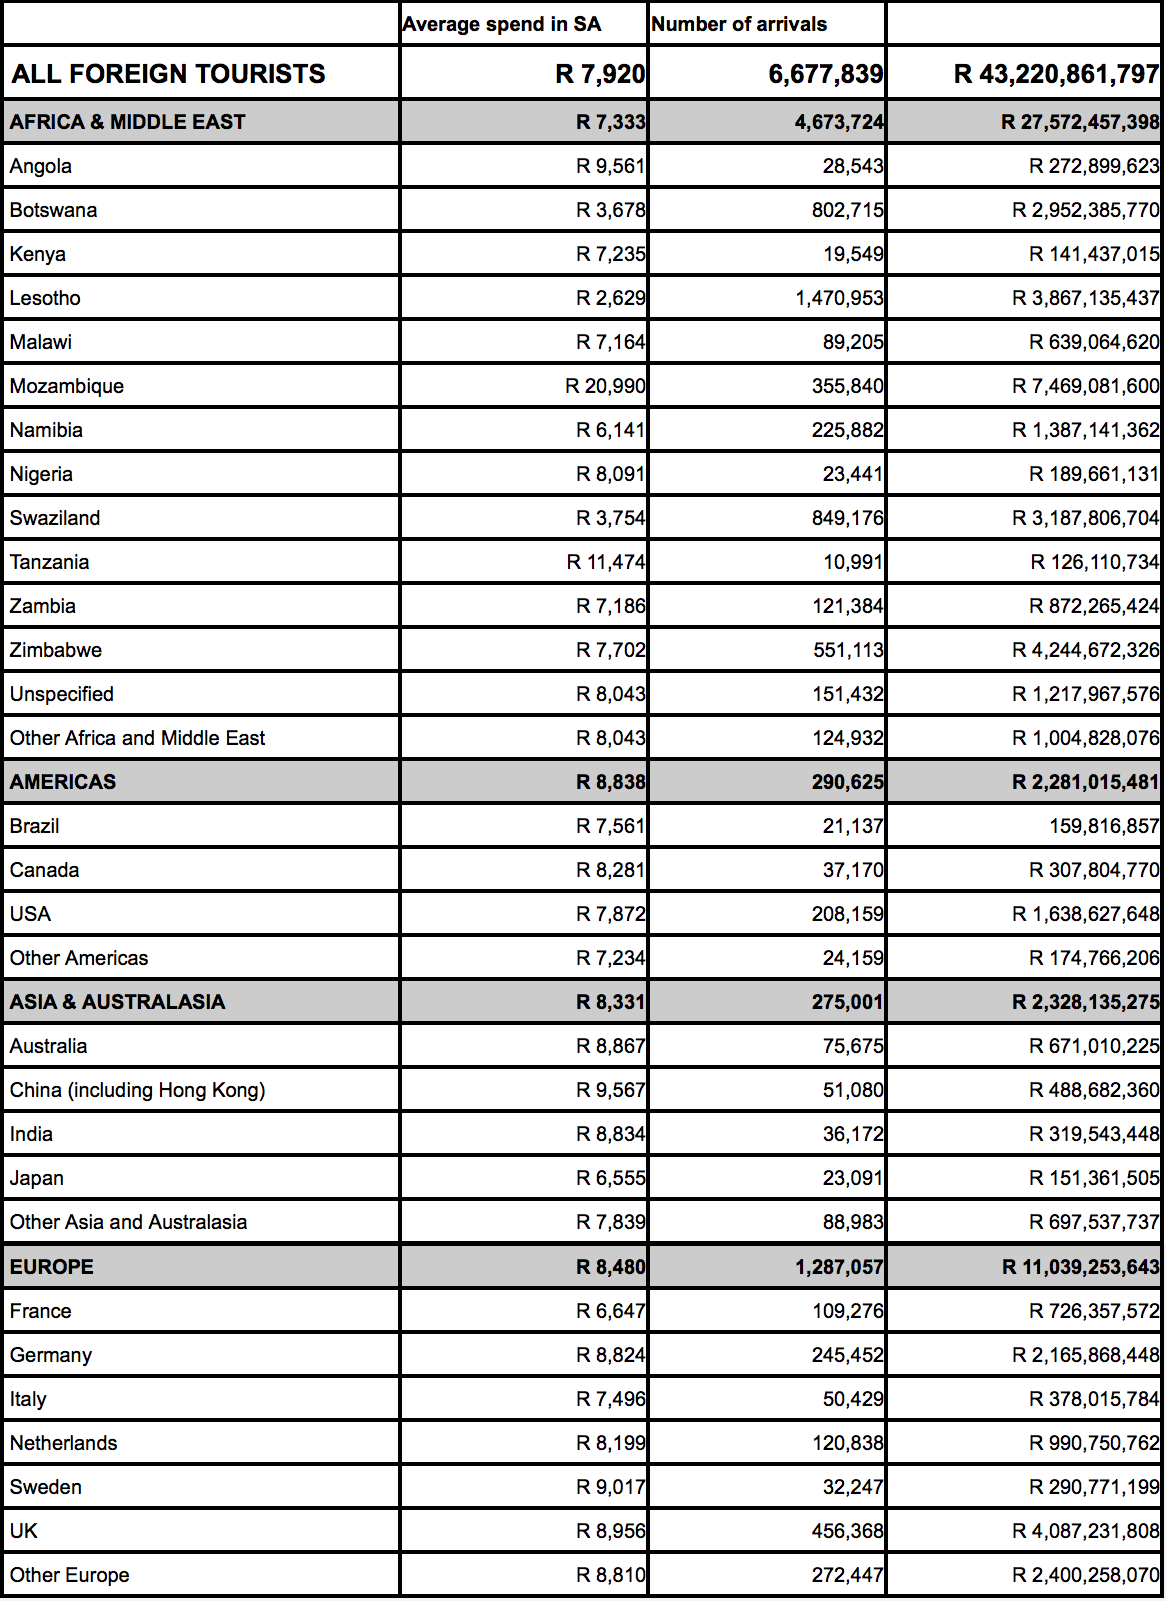 Average spend in SA Number of arrivals
ALL FOREIGN TOURISTS R 7,920 6,677,839 R 43,220,861,797
AFRICA & MIDDLE EAST R 7,333 4,673,724 R 27,572,457,398
Angola R 9,561 28,543 R 272,899,623
Botswana R 3,678 802,715 R 2,952,385,770
Kenya R 7,235 19,549 R 141,437,015
Lesotho R 2,629 1,470,953 R 3,867,135,437
Malawi R 7,164 89,205 R 639,064,620
Mozambique R 20,990 355,840 R 7,469,081,600
Namibia R 6,141 225,882 R 1,387,141,362
Nigeria R 8,091 23,441 R 189,661,131
Swaziland R 3,754 849,176 R 3,187,806,704
Tanzania R 11,474 10,991 R 126,110,734
Zambia R 7,186 121,384 R 872,265,424
Zimbabwe R 7,702 551,113 R 4,244,672,326
Unspecified R 8,043 151,432 R 1,217,967,576
Other Africa and Middle East R 8,043 124,932 R 1,004,828,076
AMERICAS R 8,838 290,625 R 2,281,015,481
Brazil R 7,561 21,137 159,816,857
Canada R 8,281 37,170 R 307,804,770
USA R 7,872 208,159 R 1,638,627,648
Other Americas R 7,234 24,159 R 174,766,206
ASIA & AUSTRALASIA R 8,331 275,001 R 2,328,135,275
Australia R 8,867 75,675 R 671,010,225
China (including Hong Kong) R 9,567 51,080 R 488,682,360
India R 8,834 36,172 R 319,543,448
Japan R 6,555 23,091 R 151,361,505
Other Asia and Australasia R 7,839 88,983 R 697,537,737
EUROPE R 8,480 1,287,057 R 11,039,253,643
France R 6,647 109,276 R 726,357,572
Germany R 8,824 245,452 R 2,165,868,448
Italy R 7,496 50,429 R 378,015,784
Netherlands R 8,199 120,838 R 990,750,762
Sweden R 9,017 32,247 R 290,771,199
UK R 8,956 456,368 R 4,087,231,808
Other Europe R 8,810 272,447 R 2,400,258,070